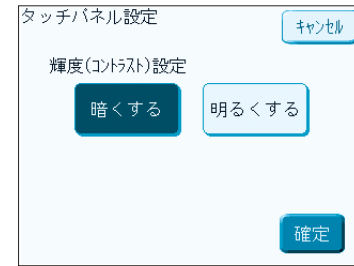 タッチパネル設定
ｷｬﾝｾﾙ
輝度(ｺﾝﾄﾗｽﾄ)設定
暗くする
明るくする
確定